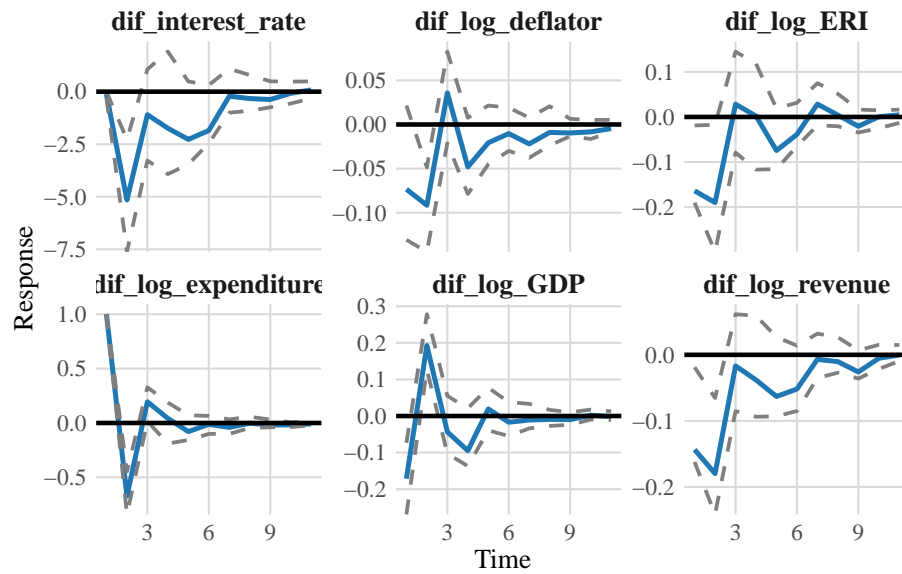 dif_interest_rate
dif_log_deflator
dif_log_ERI
0.0
−2.5
−5.0
−7.5
0.05
0.00
−0.05
−0.10
0.1
0.0
−0.1
−0.2
Response
dif_log_expenditure
dif_log_GDP
dif_log_revenue
1.0
0.5
0.0
−0.5
0.3
0.2
0.1
0.0
−0.1
−0.2
0.0
−0.1
−0.2
3 6 9
3 6 9
3 6 9
Time